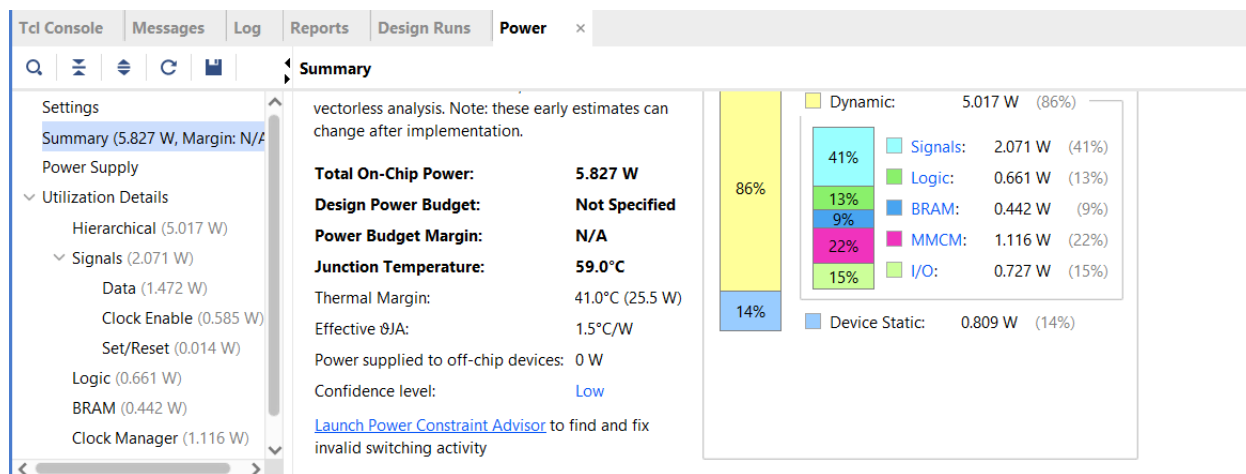 Tcl Console Messages Log Reports Design Runs Power ×
Summary
Settings
Summary (5.827 W, Margin: N/A
Power Supply
Utilization Details
Hierarchical (5.017 W)
Signals (2.071 W)
Data (1.472 W)
Clock Enable (0.585 W)
Set/Reset (0.014 W)
Logic (0.661 W)
BRAM (0.442 W)
Clock Manager (1.116 W)
vectorless analysis. Note: these early estimates can
change after implementation.
Total On-Chip Power: 5.827 W
Design Power Budget: Not Specified
Power Budget Margin: N/A
Junction Temperature: 59.0°C
Thermal Margin: 41.0°C (25.5 W)
Effective ϑJA: 1.5°C/W
Power supplied to off-chip devices: 0 W
Confidence level: Low
Launch Power Constraint Advisor to find and fix
invalid switching activity
86%
14%
Dynamic: 5.017 W (86%)
41%
13%
9%
22%
15%
Signals: 2.071 W (41%)
Logic: 0.661 W (13%)
BRAM: 0.442 W (9%)
MMCM: 1.116 W (22%)
I/O: 0.727 W (15%)
Device Static: 0.809 W (14%)